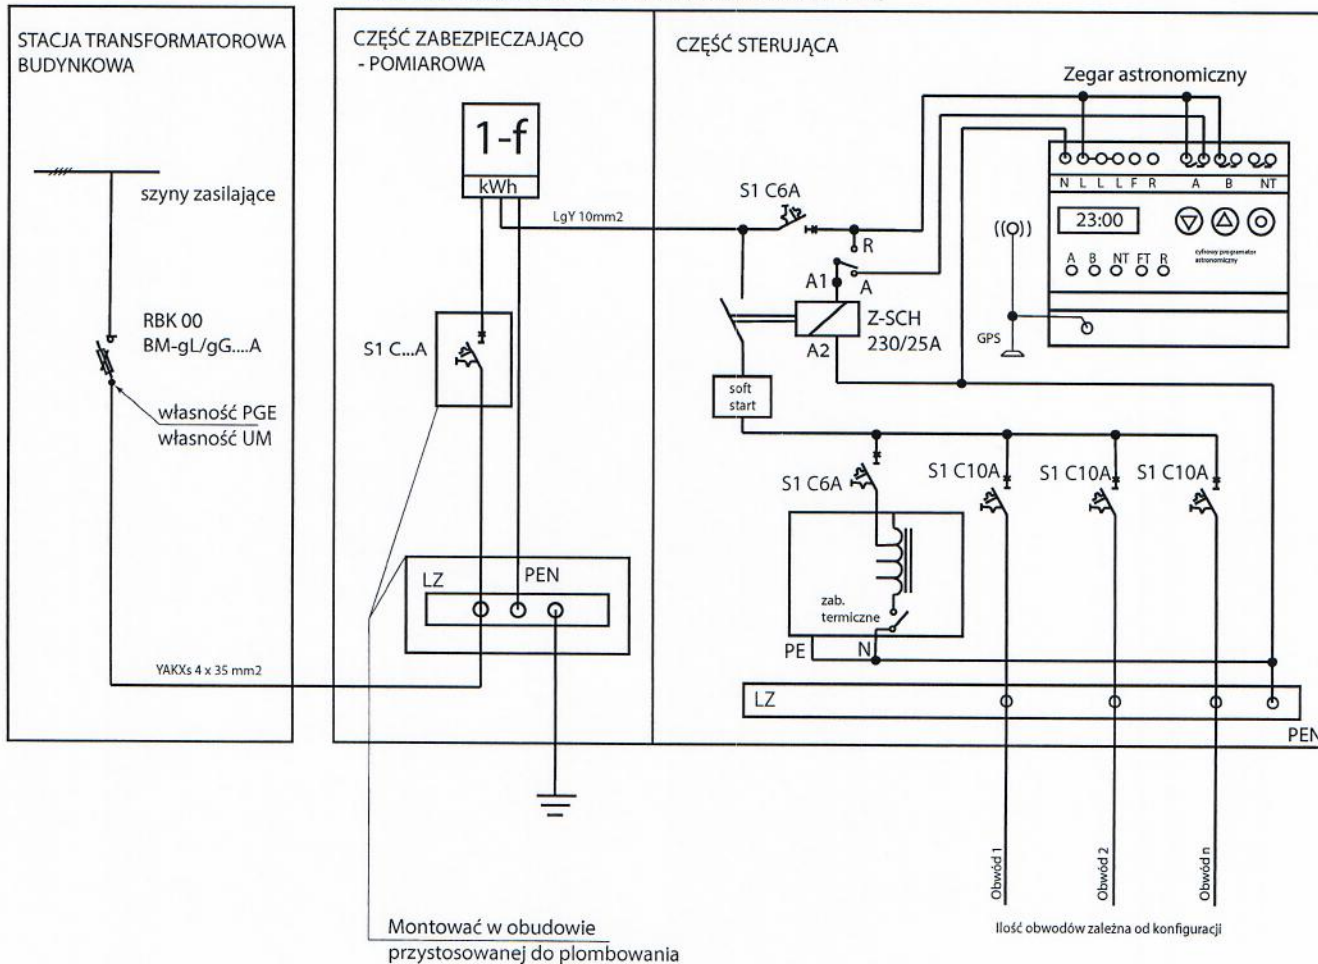 STACJA TRANSFORMATOROWA
BUDYNKOWA
szyny zasilające
RBK 00
BM-gL/gG....A
własność PGE
własność UM
YAKXs 4 x 35 mm2
CZĘŚĆ ZABEZPIECZAJĄCO
- POMIAROWA
1-f
kWh
LgY 10mm2
S1 C...A
LZ
PEN
Montować w obudowie
przystosowanej do plombowania
CZĘŚĆ STERUJĄCA
Zegar astronomiczny
N L L L F R A B NT
23:00
cyfrowy programator
astronomiczny
A B NT FT R
((o))
GPS
S1 C6A
R
A1
A
Z-SCH
230/25A
A2
soft
start
S1 C6A
S1 C10A
S1 C10A
S1 C10A
zab.
termiczne
PE
N
LZ
PEN
Obwód 1
Obwód 2
Obwód n
Ilość obwodów zależna od konfiguracji